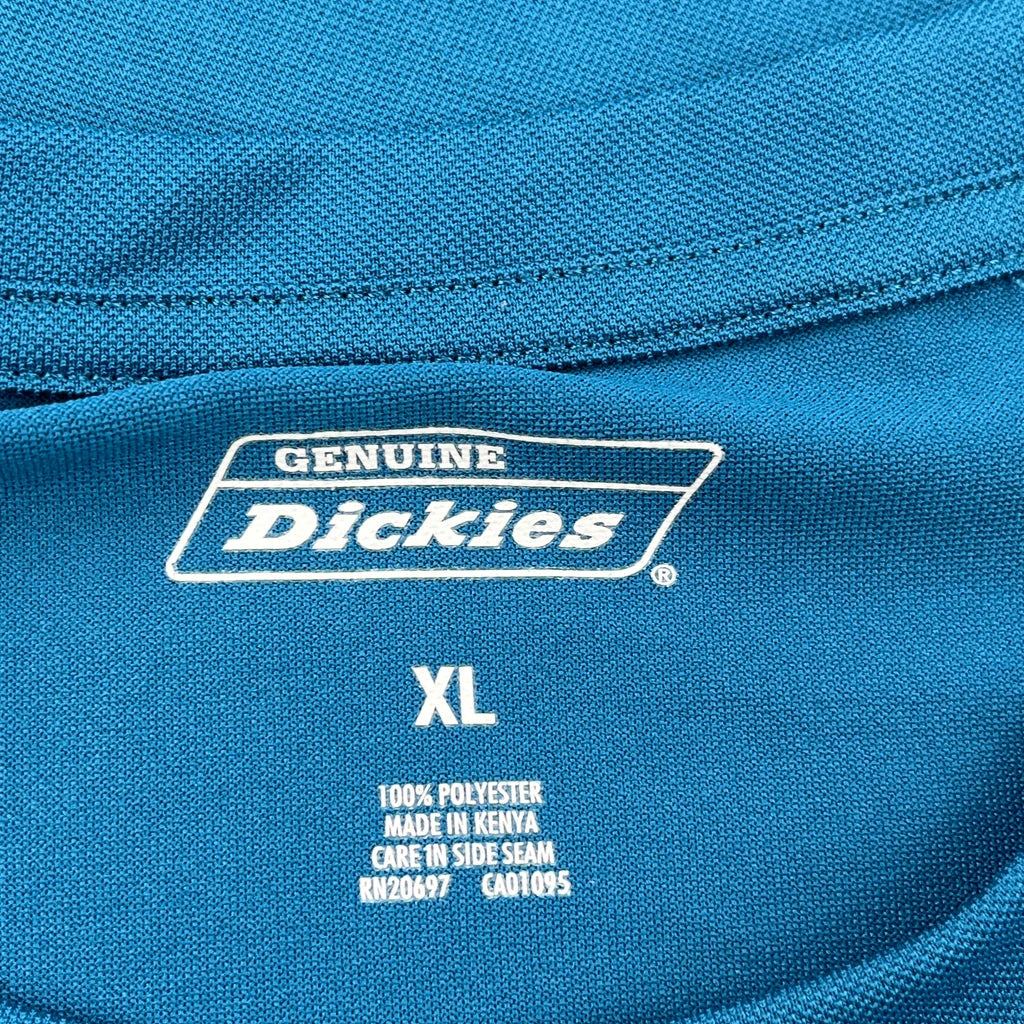 GENUINE
Dickies
®
XL
100% POLYESTER
MADE IN KENYA
CARE IN SIDE SEAM
RN20697 CA01095